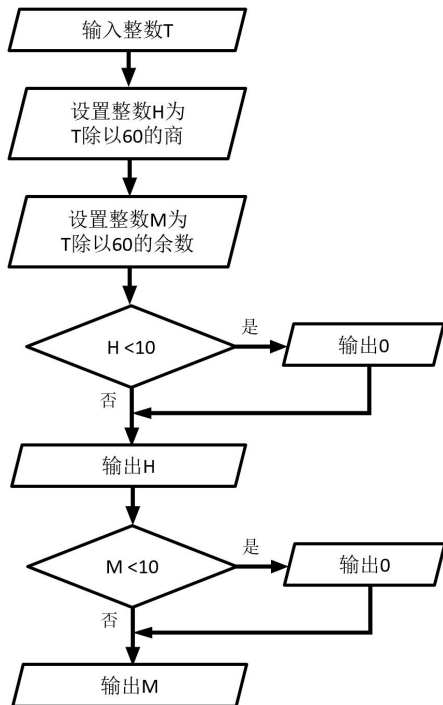 输入整数T
设置整数H为
T除以60的商
设置整数M为
T除以60的余数
H <10
是
输出0
否
输出H
M <10
是
输出0
否
输出M